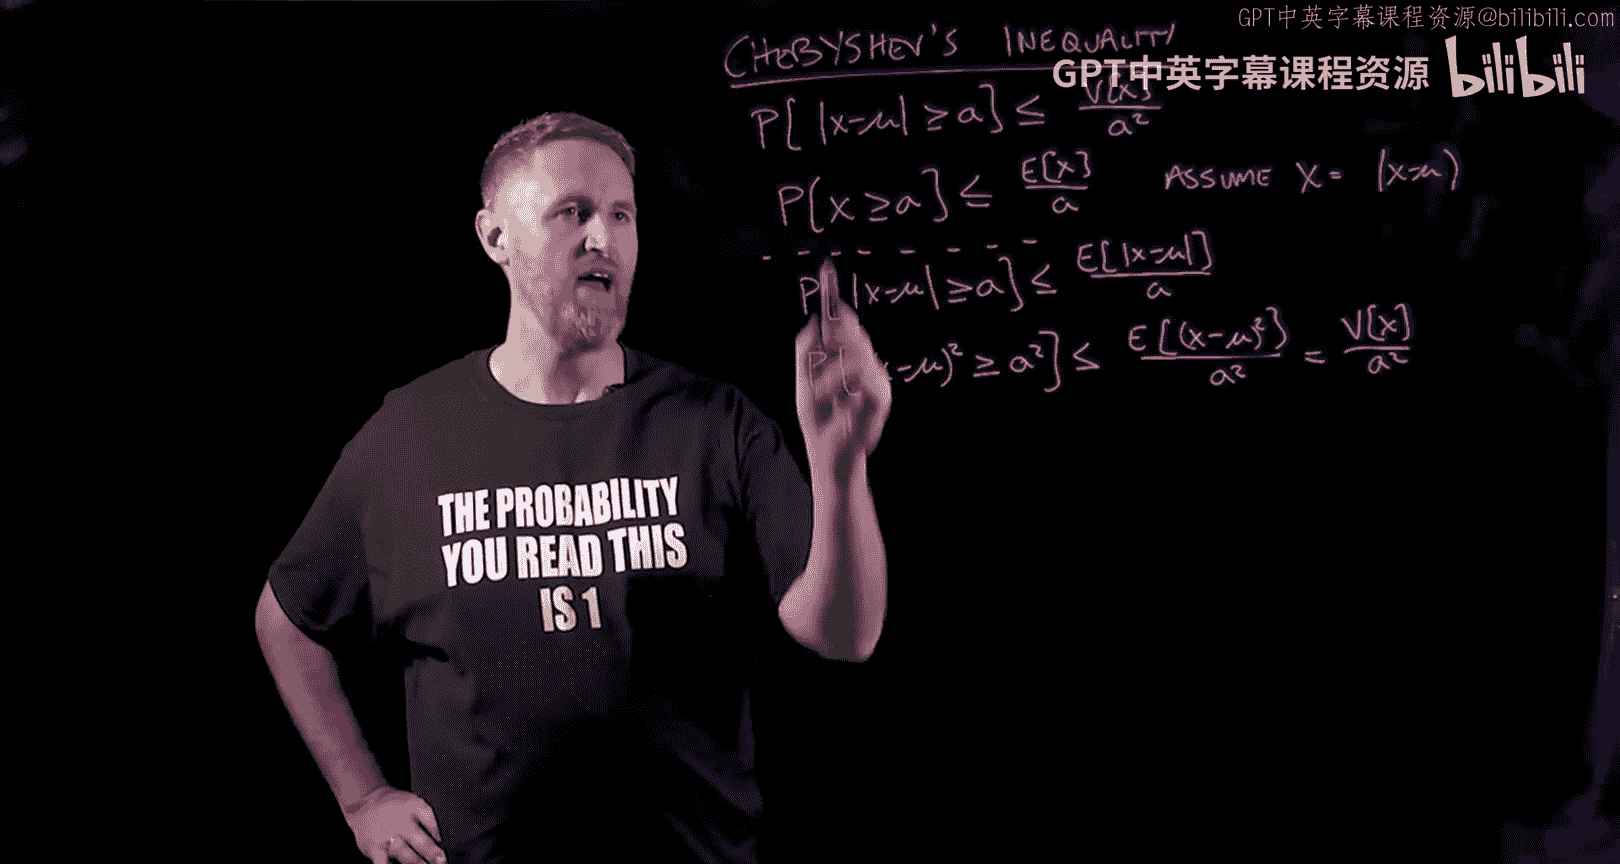 GPT中英字幕课程资源@bilibili.com
GPT中英字幕课程资源 bilibili
CHEBYSHEV'S INEQUALITY
P[ |x-μ| ≥ a ] ≤ V[x] / a²
P[ x ≥ a ] ≤ E[x] / a ASSUME X = |x-μ|
P[ |x-μ| ≥ a ] ≤ E[|x-μ|] / a
P[ (x-μ)² ≥ a² ] ≤ E[(x-μ)²] / a² = V[x] / a²
THE PROBABILITY
YOU READ THIS
IS 1